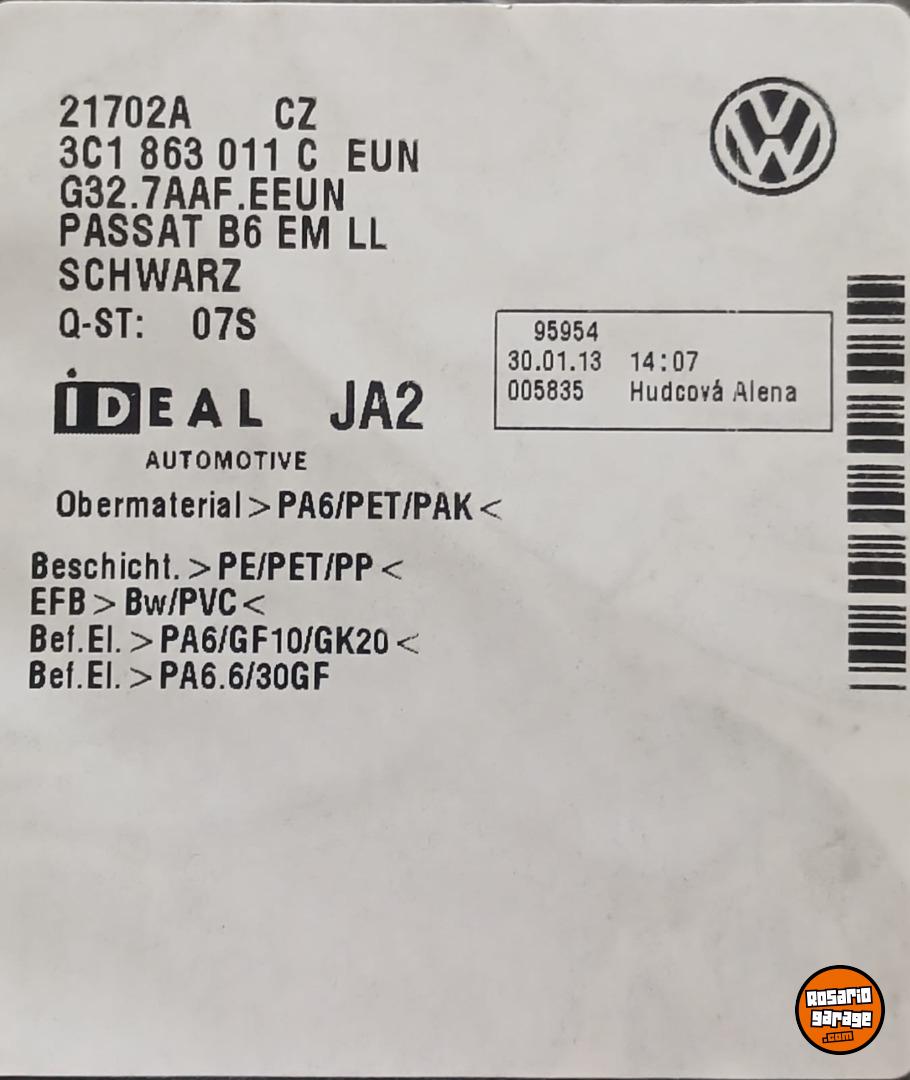 21702A CZ
3C1 863 011 C EUN
G32.7AAF.EEUN
PASSAT B6 EM LL
SCHWARZ
Q-ST: 07S
95954
30.01.13 14:07
005835 Hudcová Alena
iDEAL JA2
AUTOMOTIVE
Obermaterial>PA6/PET/PAK<
Beschicht.>PE/PET/PP<
EFB>Bw/PVC<
Bef.El.>PA6/GF10/GK20<
Bef.El.>PA6.6/30GF
Rosario
garage
.com